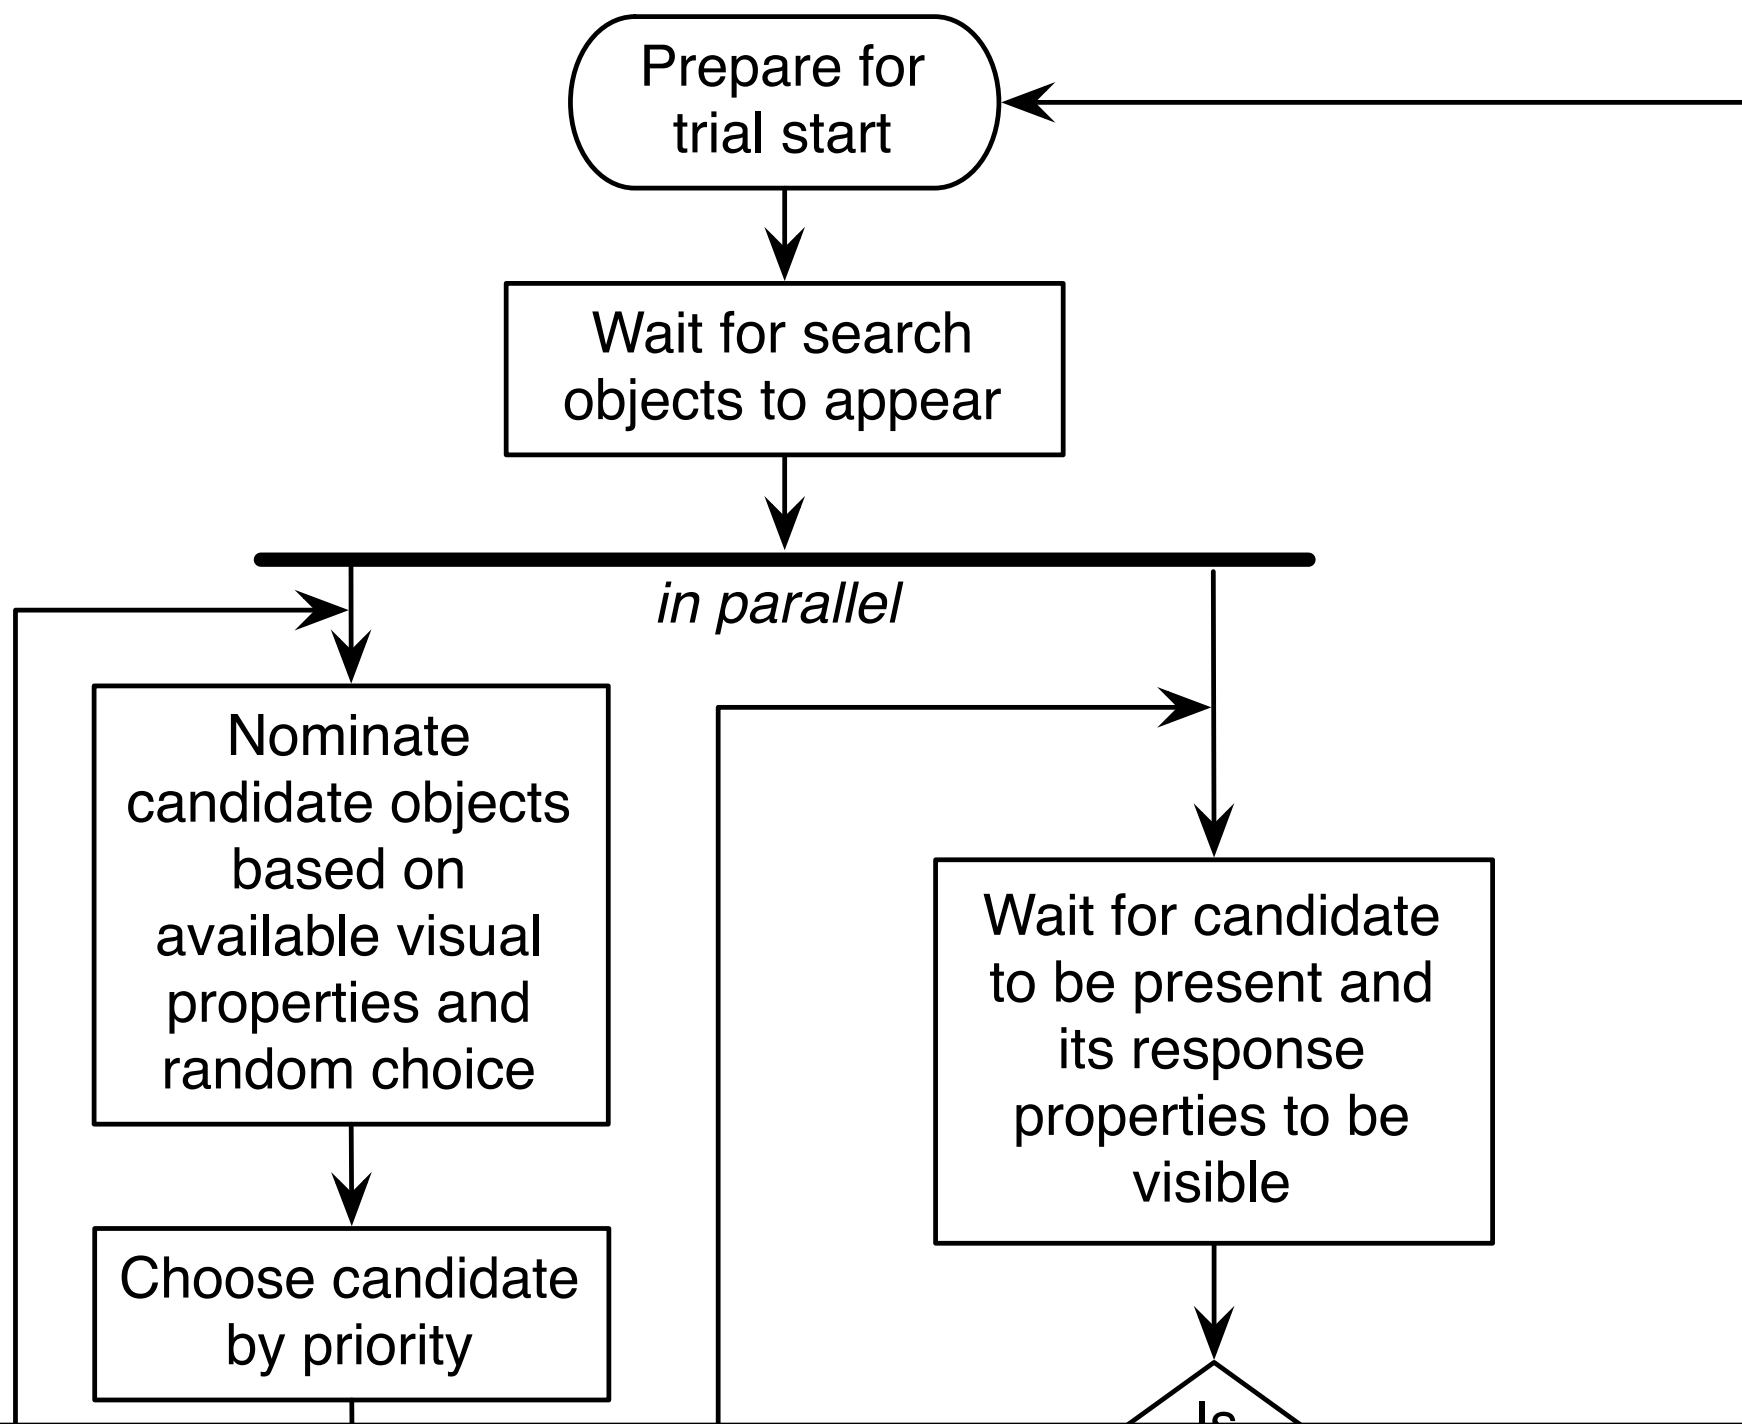 Prepare for
trial start
Wait for search
objects to appear
in parallel
Nominate
candidate objects
based on
available visual
properties and
random choice
Choose candidate
by priority
Wait for candidate
to be present and
its response
properties to be
visible
Is